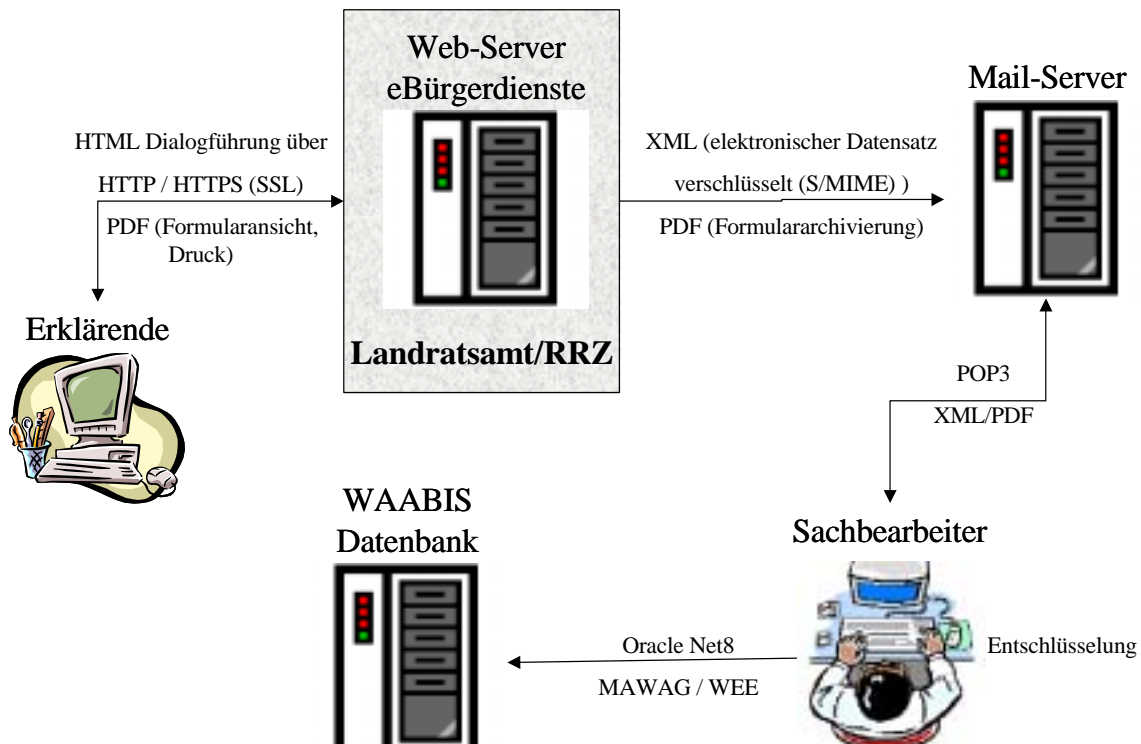 Web-Server
eBürgerdienste
Landratsamt/RRZ
Mail-Server
HTML Dialogführung über
HTTP / HTTPS (SSL)
PDF (Formularansicht,
Druck)
XML (elektronischer Datensatz
verschlüsselt (S/MIME) )
PDF (Formulararchivierung)
Erklärende
POP3
XML/PDF
WAABIS
Datenbank
Sachbearbeiter
Oracle Net8
MAWAG / WEE
Entschlüsselung